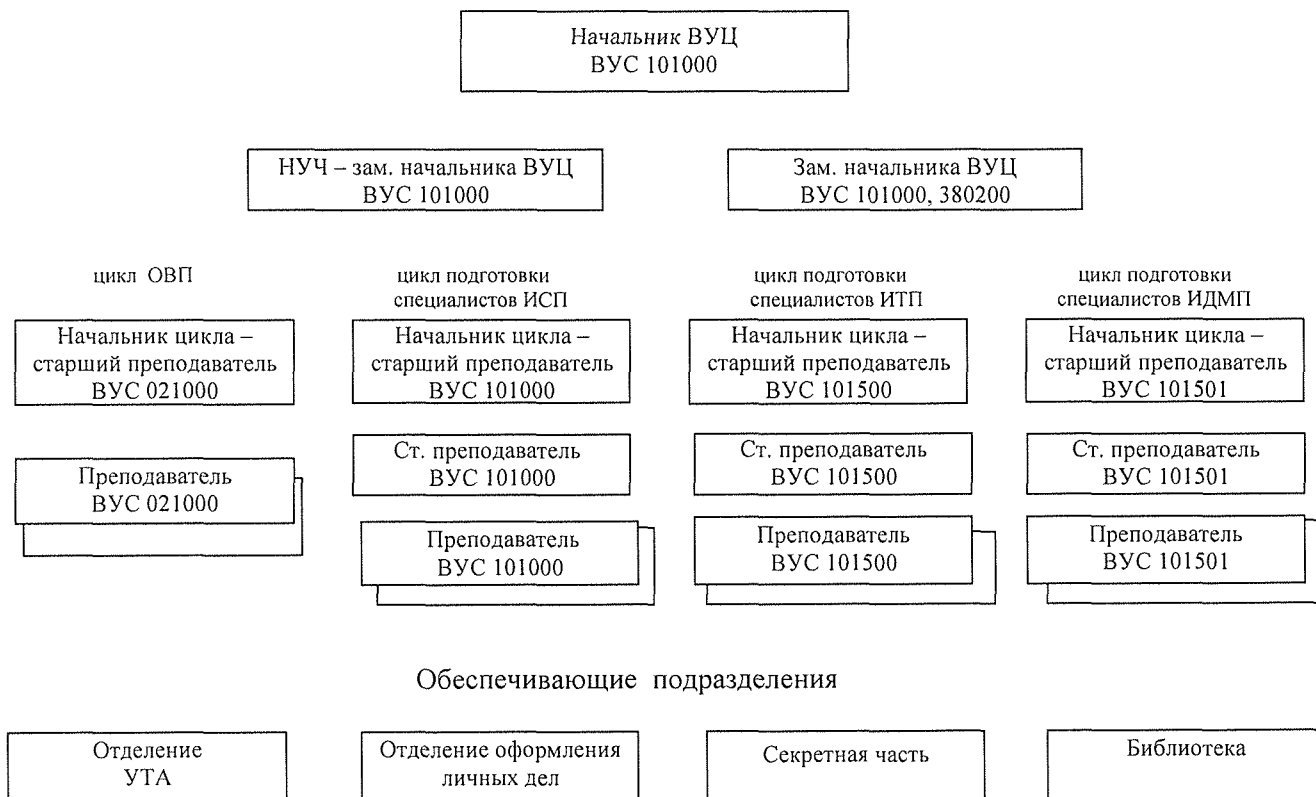 Начальник ВУЦ
ВУС 101000
НУЧ – зам. начальника ВУЦ
ВУС 101000
Зам. начальника ВУЦ
ВУС 101000, 380200
цикл ОВП
цикл подготовки
специалистов ИСП
цикл подготовки
специалистов ИТП
цикл подготовки
специалистов ИДМП
Начальник цикла –
старший преподаватель
ВУС 021000
Начальник цикла –
старший преподаватель
ВУС 101000
Начальник цикла –
старший преподаватель
ВУС 101500
Начальник цикла –
старший преподаватель
ВУС 101501
Преподаватель
ВУС 021000
Ст. преподаватель
ВУС 101000
Ст. преподаватель
ВУС 101500
Ст. преподаватель
ВУС 101501
Преподаватель
ВУС 101000
Преподаватель
ВУС 101500
Преподаватель
ВУС 101501
Обеспечивающие подразделения
Отделение
УТА
Отделение оформления
личных дел
Секретная часть
Библиотека